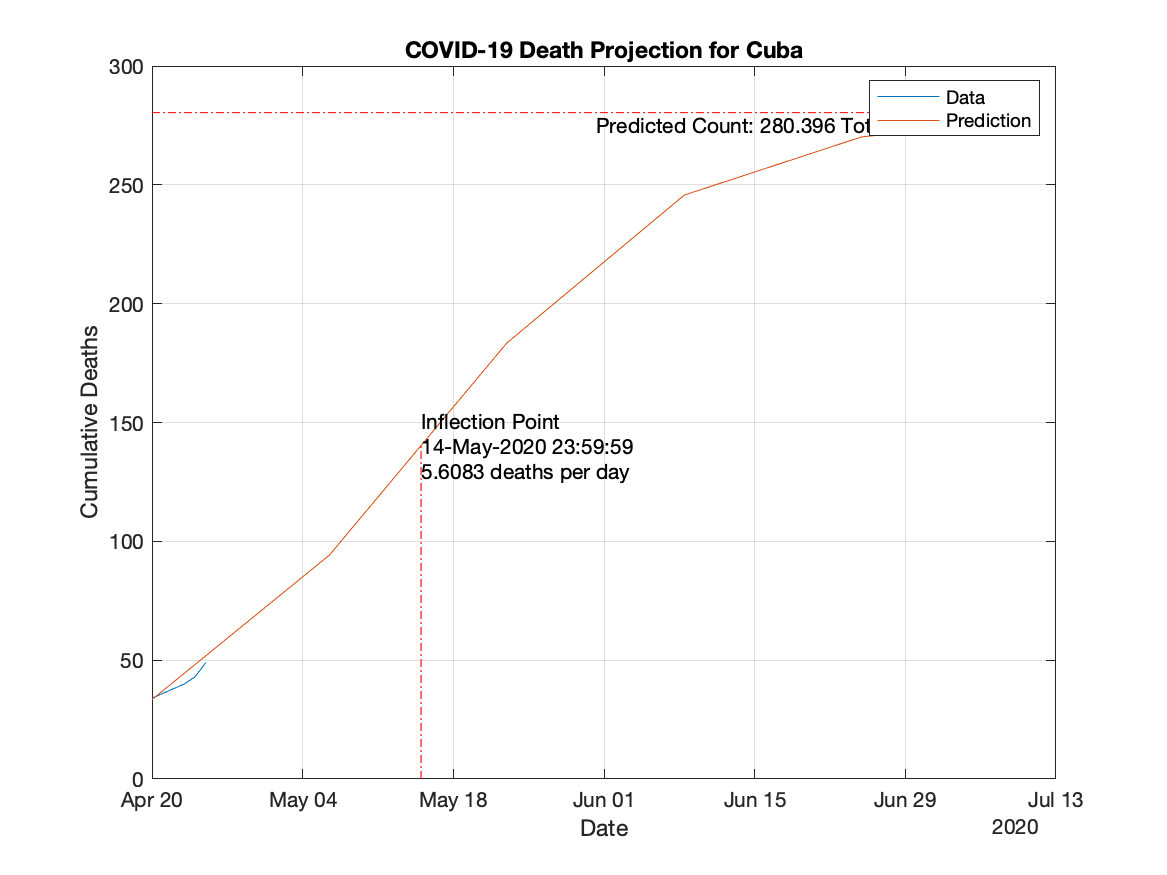 COVID-19 Death Projection for Cuba
300
250
200
150
100
50
0
Cumulative Deaths
Data
Prediction
Predicted Count: 280.396
Inflection Point
14-May-2020 23:59:59
5.6083 deaths per day
Apr 20
May 04
May 18
Jun 01
Jun 15
Jun 29
Jul 13
Date
2020